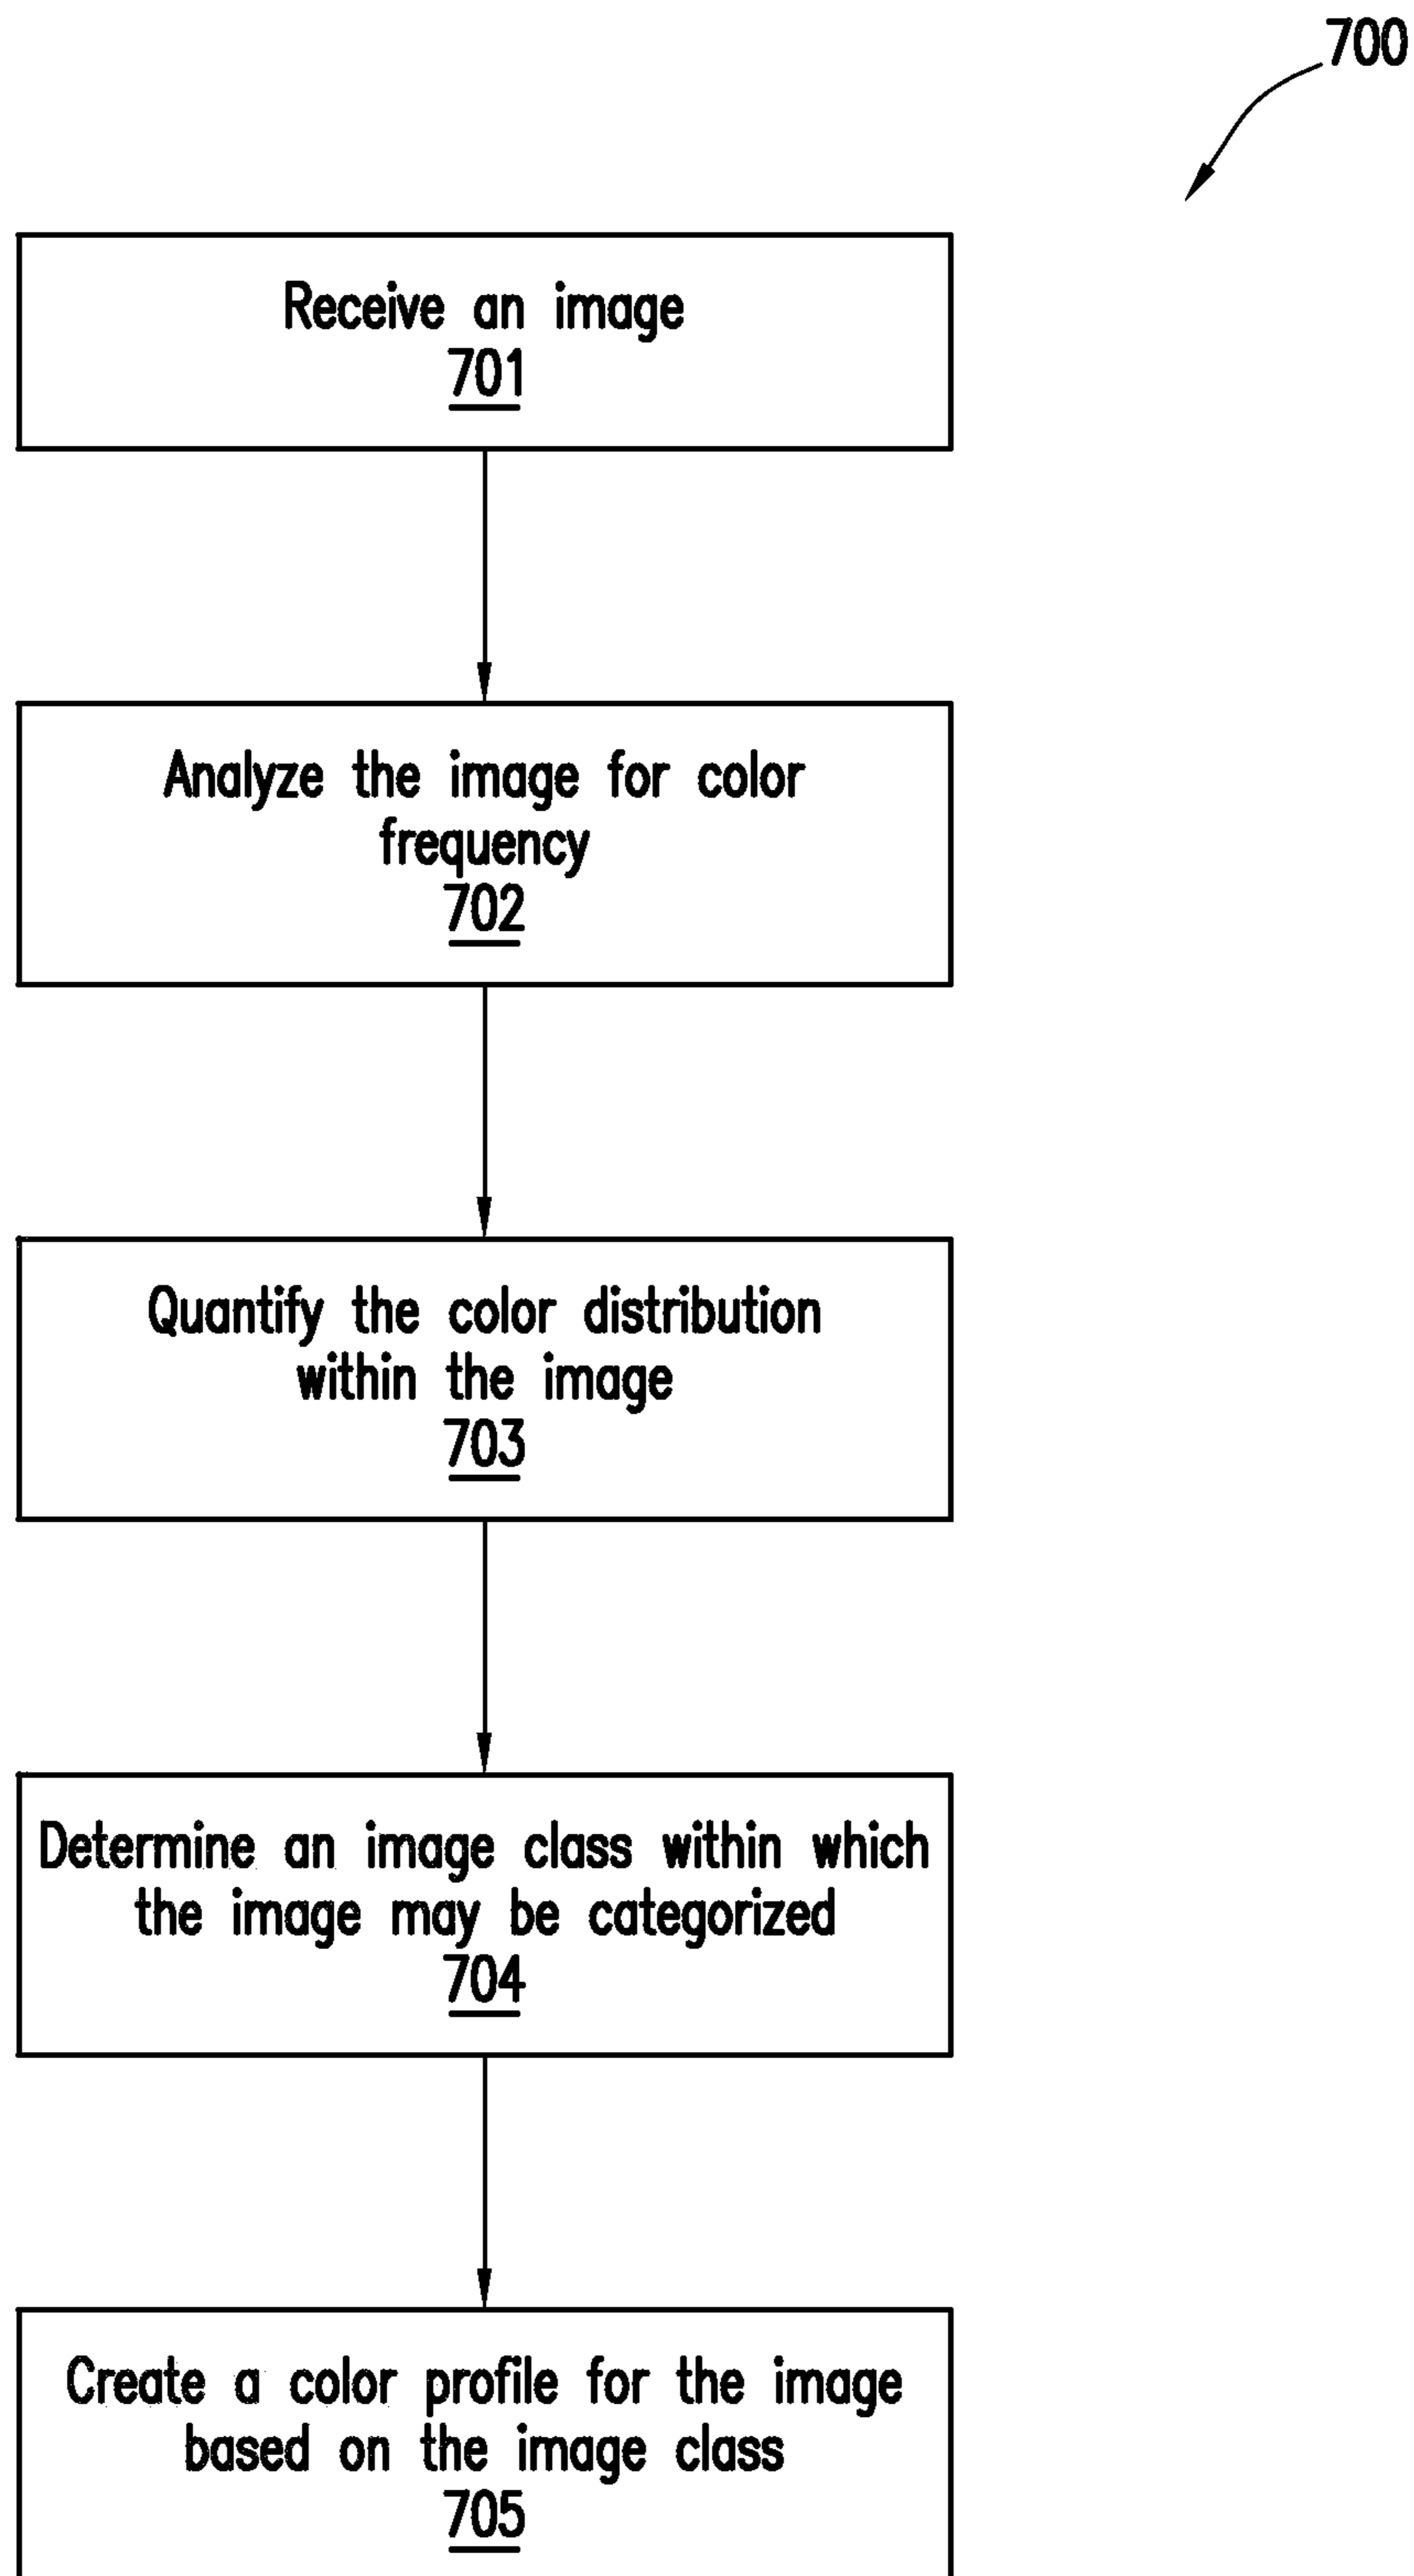 700
Receive an image
701
Analyze the image for color
frequency
702
Quantify the color distribution
within the image
703
Determine an image class within which
the image may be categorized
704
Create a color profile for the image
based on the image class
705